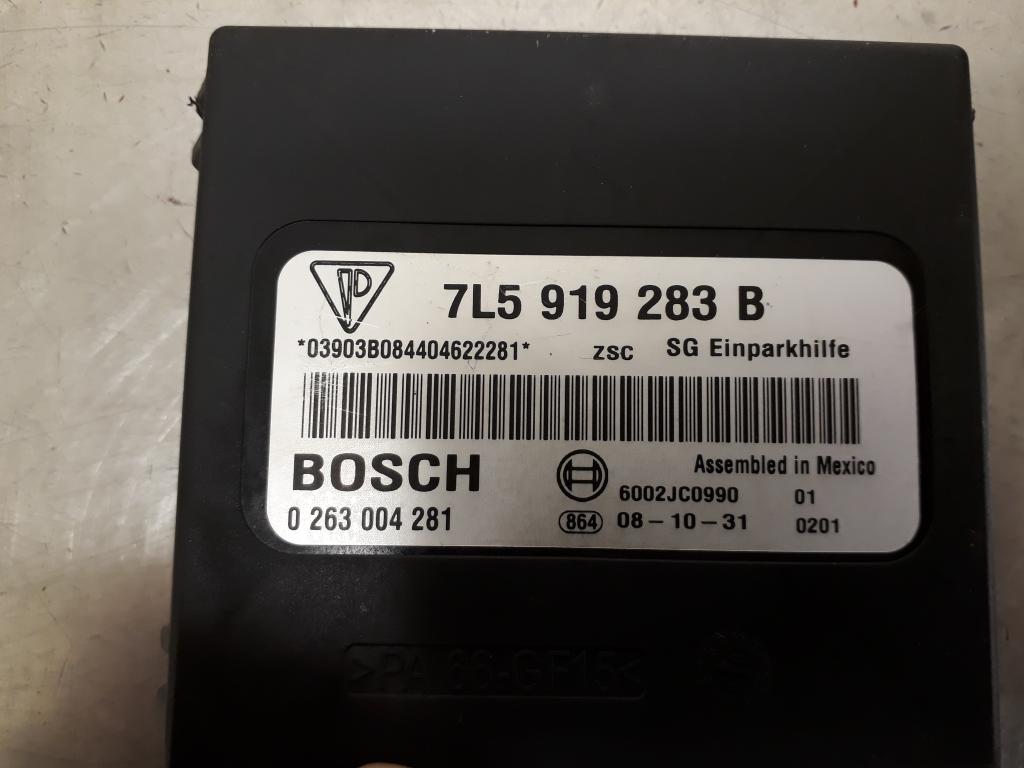 7L5 919 283 B
*03903B084404622281* ZSC SG Einparkhilfe
BOSCH
Assembled in Mexico
6002JC0990 01
0 263 004 281
864 08-10-31 0201
>PA 66-GF15<